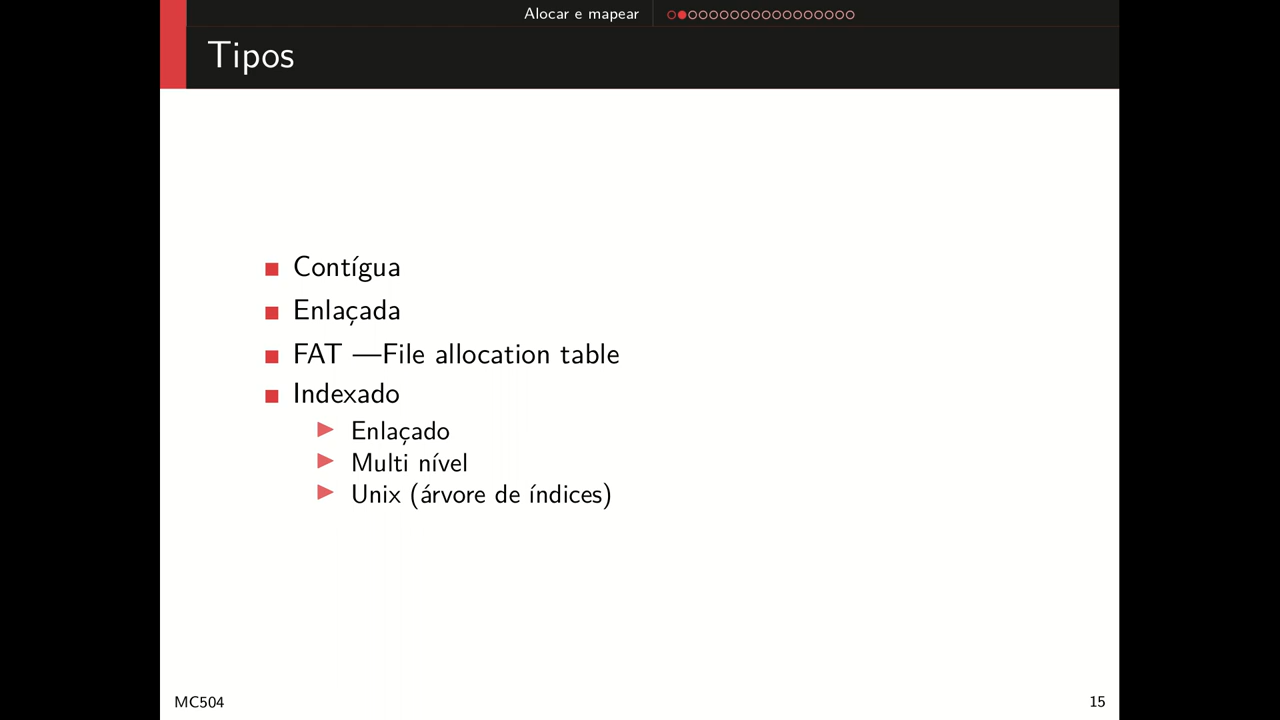 Alocar e mapear
Tipos
Contígua
Enlaçada
FAT —File allocation table
Indexado
Enlaçado
Multi nível
Unix (árvore de índices)
MC504
15